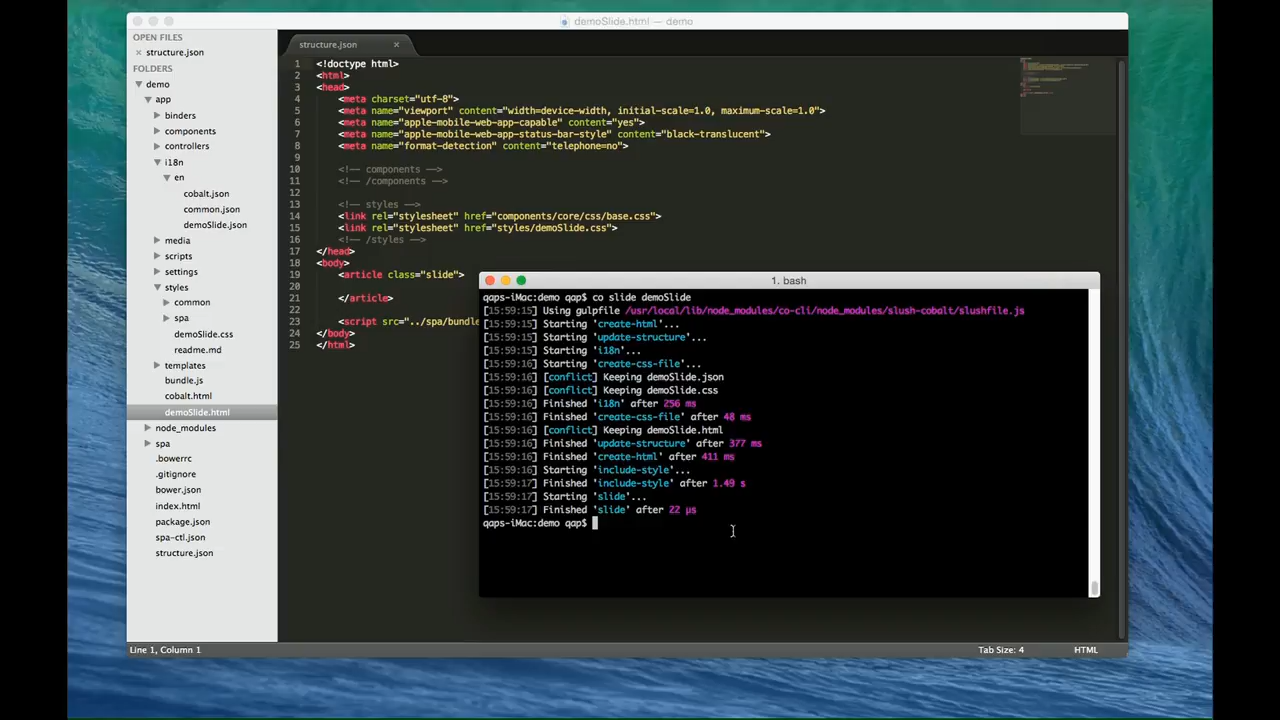 demoSlide.html — demo
OPEN FILES
structure.json
FOLDERS
demo
app
binders
components
controllers
i18n
en
cobalt.json
common.json
demoSlide.json
media
scripts
settings
styles
common
spa
demoSlide.css
readme.md
templates
bundle.js
cobalt.html
demoSlide.html
node_modules
spa
.bowerrc
.gitignore
bower.json
index.html
package.json
spa-ctl.json
structure.json
structure.json
1 <!doctype html>
2 <html>
3 <head>
4 <meta charset="utf-8">
5 <meta name="viewport" content="width=device-width, initial-scale=1.0, maximum-scale=1.0">
6 <meta name="apple-mobile-web-app-capable" content="yes">
7 <meta name="apple-mobile-web-app-status-bar-style" content="black-translucent">
8 <meta name="format-detection" content="telephone=no">
9
10 <!-- components -->
11 <!-- /components -->
12
13 <!-- styles -->
14 <link rel="stylesheet" href="components/core/css/base.css">
15 <link rel="stylesheet" href="styles/demoSlide.css">
16 <!-- /styles -->
17 </head>
18 <body>
19 <article class="slide">
20
21 </article>
22
23 <script src="../spa/bundle
24 </body>
25 </html>
1. bash
qaps-iMac:demo qap$ co slide demoSlide
[15:59:15] Using gulpfile /usr/local/lib/node_modules/co-cli/node_modules/slush-cobalt/slushfile.js
[15:59:15] Starting 'create-html'...
[15:59:15] Starting 'update-structure'...
[15:59:15] Starting 'i18n'...
[15:59:16] Starting 'create-css-file'...
[15:59:16] [conflict] Keeping demoSlide.json
[15:59:16] [conflict] Keeping demoSlide.css
[15:59:16] Finished 'i18n' after 256 ms
[15:59:16] Finished 'create-css-file' after 48 ms
[15:59:16] [conflict] Keeping demoSlide.html
[15:59:16] Finished 'update-structure' after 377 ms
[15:59:16] Finished 'create-html' after 411 ms
[15:59:16] Starting 'include-style'...
[15:59:17] Finished 'include-style' after 1.49 s
[15:59:17] Starting 'slide'...
[15:59:17] Finished 'slide' after 22 μs
qaps-iMac:demo qap$
Line 1, Column 1
Tab Size: 4
HTML